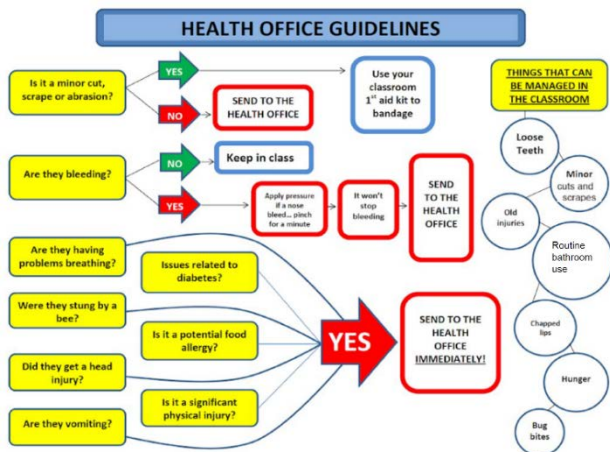 HEALTH OFFICE GUIDELINES
Is it a minor cut,
scrape or abrasion?
YES
Use your
classroom
1st aid kit to
bandage
NO
SEND TO THE
HEALTH OFFICE
Are they bleeding?
NO
Keep in class
YES
Apply pressure
if a nose
bleed... pinch
for a minute
It won't
stop
bleeding
SEND
TO THE
HEALTH
OFFICE
Are they having
problems breathing?
Issues related to
diabetes?
Were they stung by a
bee?
Is it a potential food
allergy?
Did they get a head
injury?
Is it a significant
physical injury?
Are they vomiting?
YES
SEND TO THE
HEALTH
OFFICE
IMMEDIATELY!
THINGS THAT CAN
BE MANAGED IN
THE CLASSROOM
Loose
Teeth
Minor
cuts and
scrapes
Old
injuries
Routine
bathroom
use
Chapped
lips
Hunger
Bug
bites